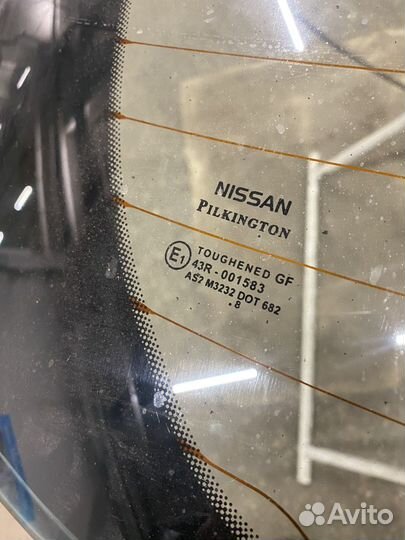 NISSAN
PILKINGTON
E1
TOUGHENED GF
43R - 001583
AS2 M3232 DOT 682
. 8
Avito